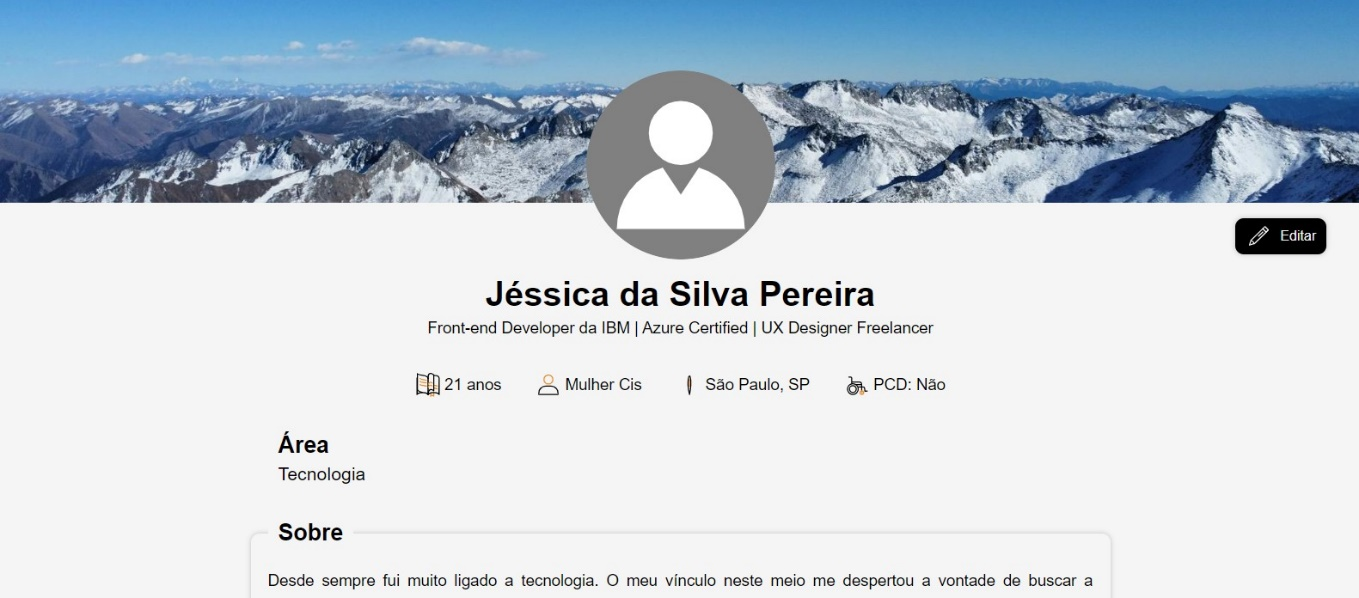 Editar
Jéssica da Silva Pereira
Front-end Developer da IBM | Azure Certified | UX Designer Freelancer
21 anos Mulher Cis São Paulo, SP PCD: Não
Área
Tecnologia
Sobre
Desde sempre fui muito ligado a tecnologia. O meu vínculo neste meio me despertou a vontade de buscar a